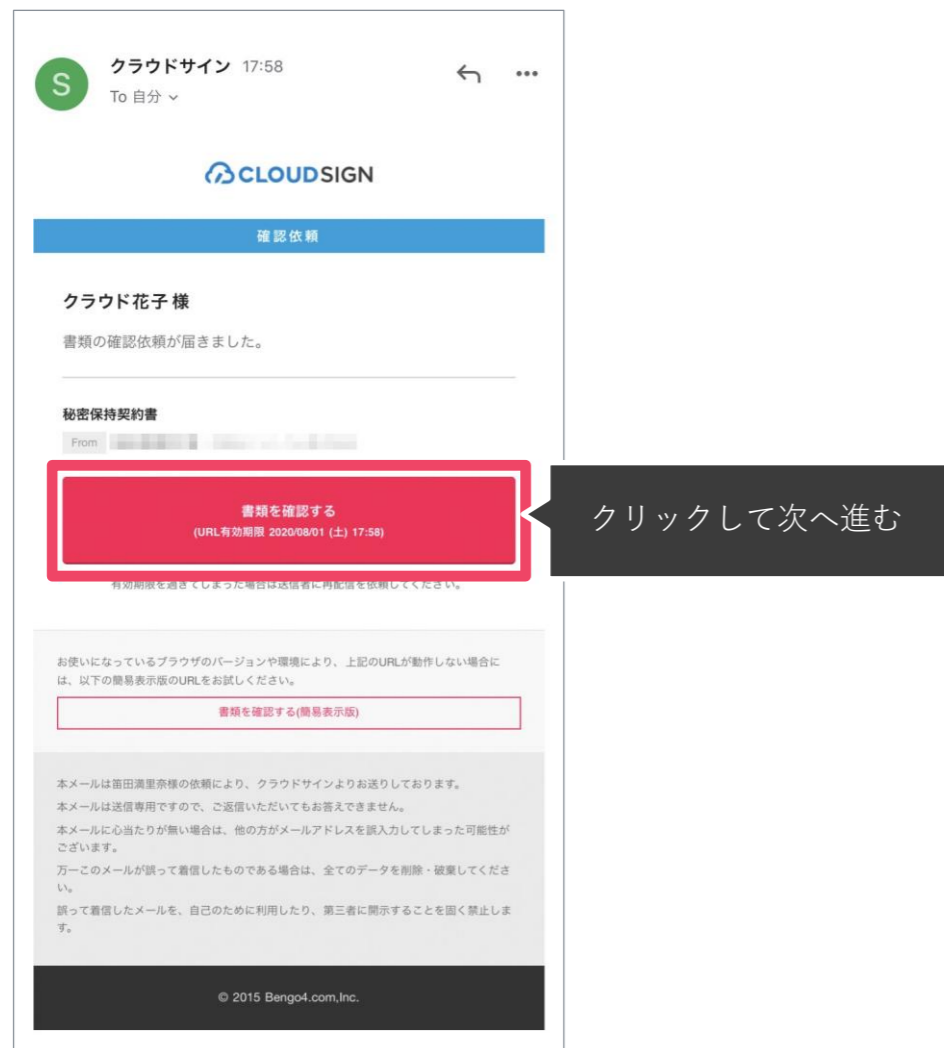 S
クラウドサイン 17:58
To 自分
CLOUDSIGN
確認依頼
クラウド花子 様
書類の確認依頼が届きました。
秘密保持契約書
From
書類を確認する
(URL有効期限 2020/08/01 (土) 17:58)
クリックして次へ進む
有効期限を過ぎてしまった場合は送信者に再配信を依頼してください。
お使いになっているブラウザのバージョンや環境により、上記のURLが動作しない場合に
は、以下の簡易表示版のURLをお試しください。
書類を確認する(簡易表示版)
本メールは笛田満里奈様の依頼により、クラウドサインよりお送りしております。
本メールは送信専用ですので、ご返信いただいてもお答えできません。
本メールに心当たりが無い場合は、他の方がメールアドレスを誤入力してしまった可能性が
ございます。
万一このメールが誤って着信したものである場合は、全てのデータを削除・破棄してくださ
い。
誤って着信したメールを、自己のために利用したり、第三者に開示することを固く禁止しま
す。
© 2015 Bengo4.com,Inc.